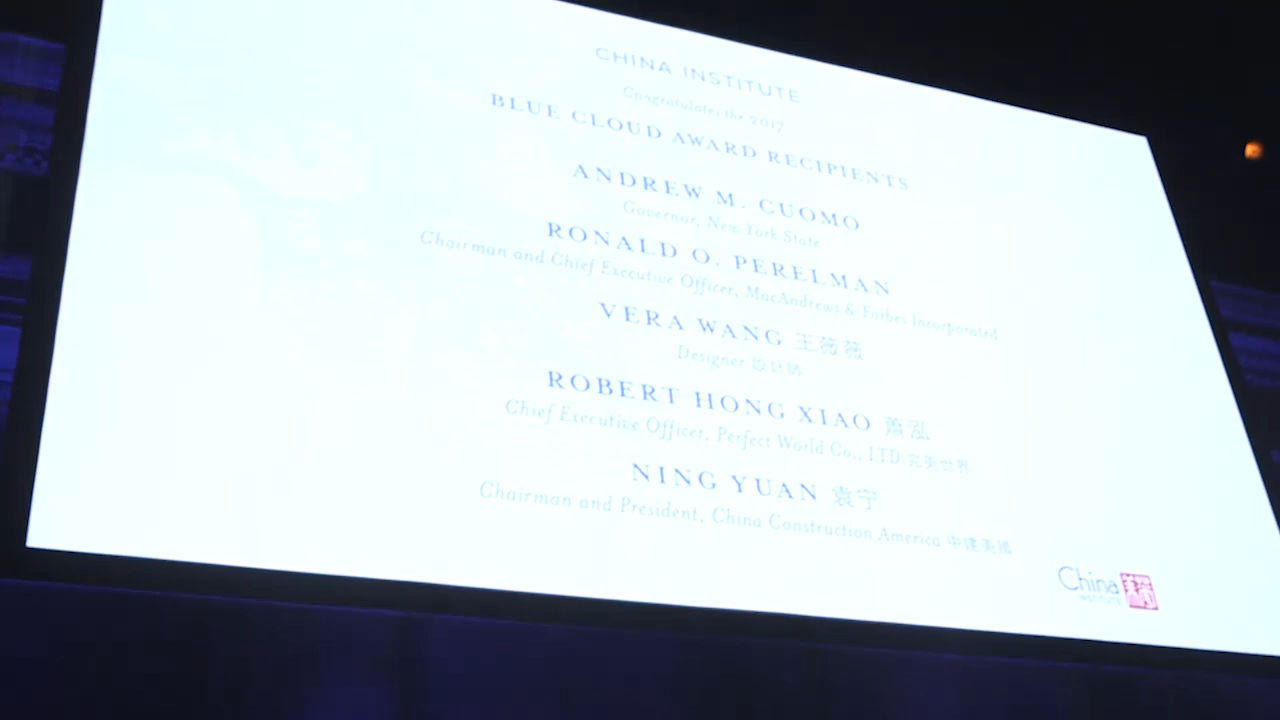 CHINA INSTITUTE
Congratulates the 2017
BLUE CLOUD AWARD RECIPIENTS
ANDREW M. CUOMO
Governor, New York State
RONALD O. PERELMAN
Chairman and Chief Executive Officer, MacAndrews & Forbes Incorporated
VERA WANG 王薇薇
Designer 設計師
ROBERT HONG XIAO 蕭泓
Chief Executive Officer, Perfect World Co., LTD 完美世界
NING YUAN 袁宁
Chairman and President, China Construction America 中建美國
China
INSTITUTE